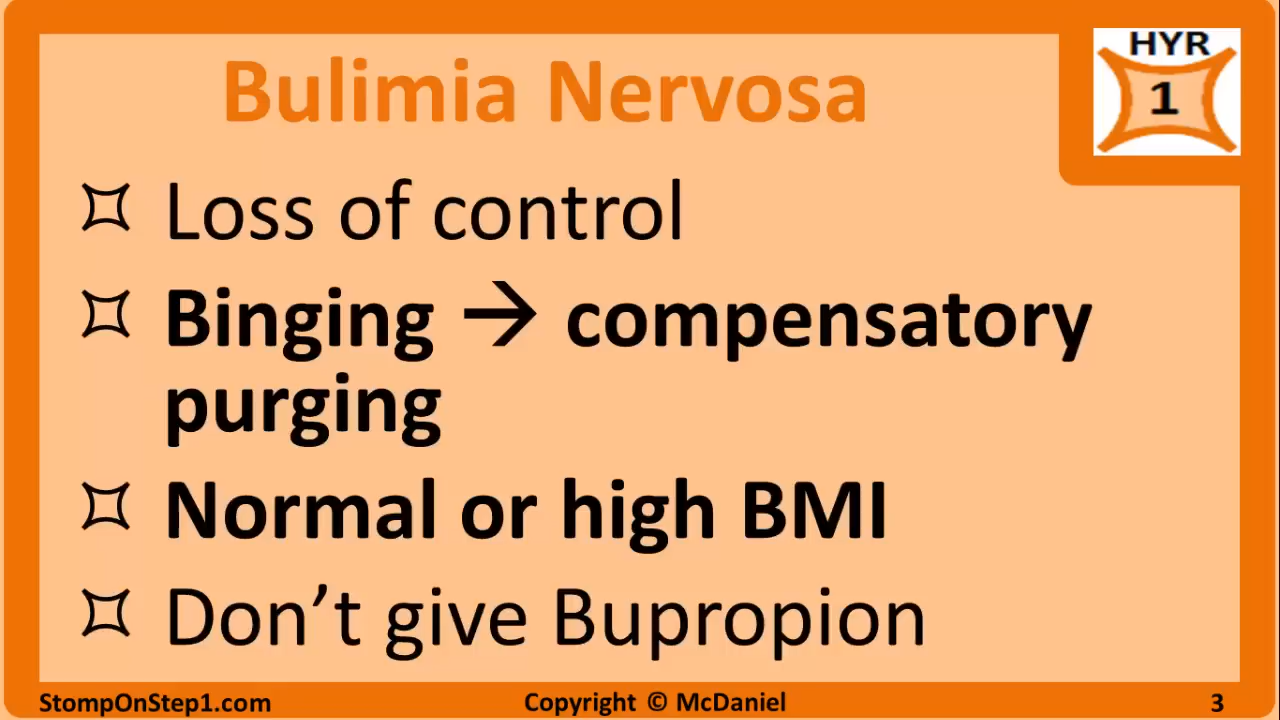 Bulimia Nervosa
HYR
1
Loss of control
Binging → compensatory
purging
Normal or high BMI
Don’t give Bupropion
StompOnStep1.com
Copyright © McDaniel
3